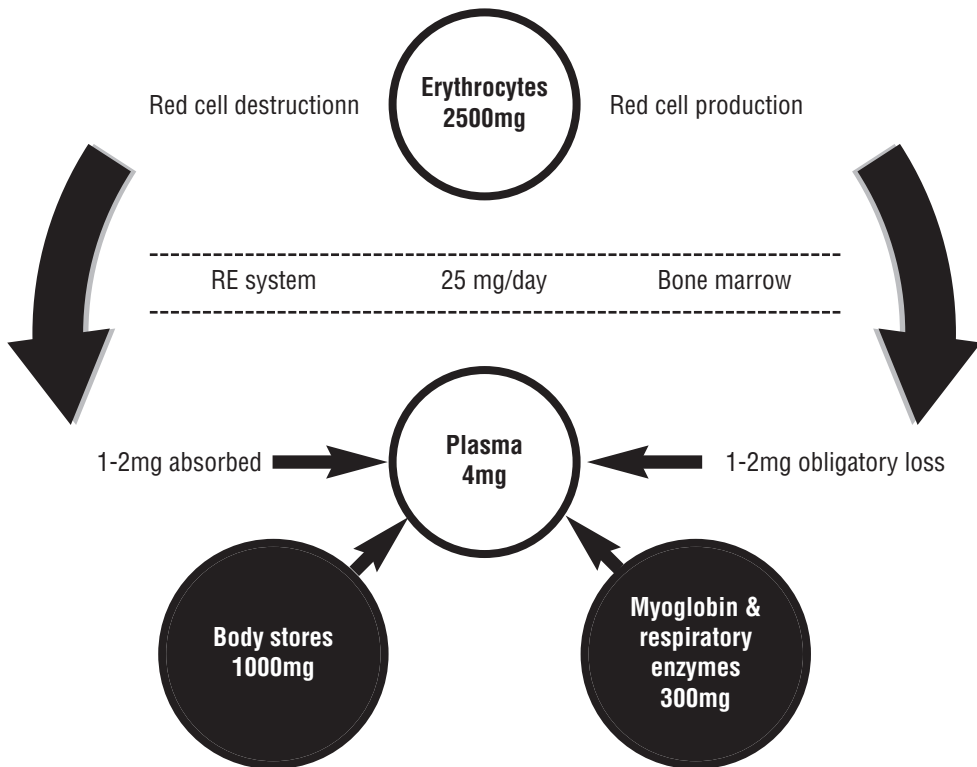 Erythrocytes
2500mg
Red cell destructionn
Red cell production
RE system
25 mg/day
Bone marrow
1-2mg absorbed
Plasma
4mg
1-2mg obligatory loss
Body stores
1000mg
Myoglobin &
respiratory
enzymes
300mg